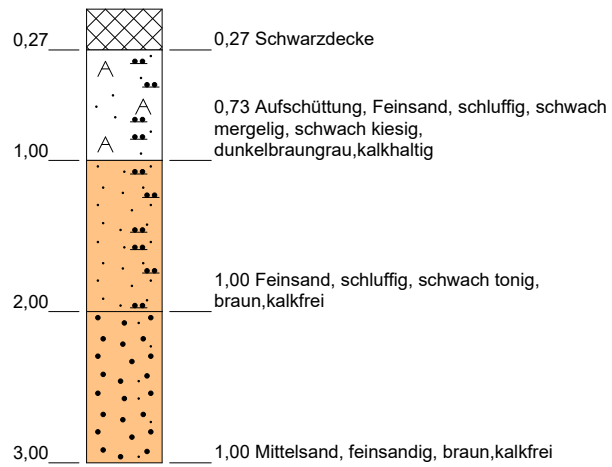 0,27
0,27 Schwarzdecke
0,73 Aufschüttung, Feinsand, schluffig, schwach
mergelig, schwach kiesig,
dunkelbraungrau,kalkhaltig
1,00
1,00 Feinsand, schluffig, schwach tonig,
braun,kalkfrei
2,00
3,00
1,00 Mittelsand, feinsandig, braun,kalkfrei